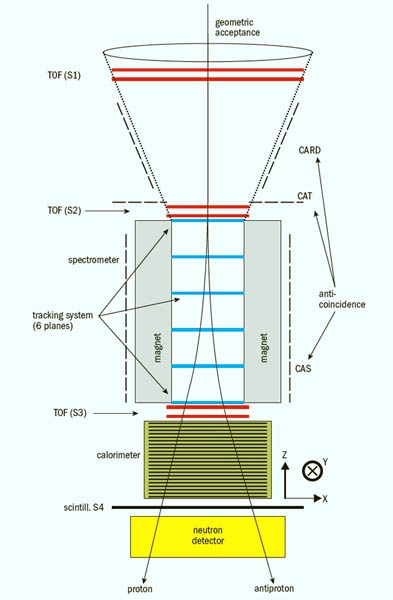 geometric
acceptance
TOF (S1)
CARD
CAT
TOF (S2)
spectrometer
anti-
coincidence
tracking system
(6 planes)
magnet
magnet
CAS
TOF (S3)
calorimeter
Z
Y
X
scintill. S4
neutron
detector
proton
antiproton